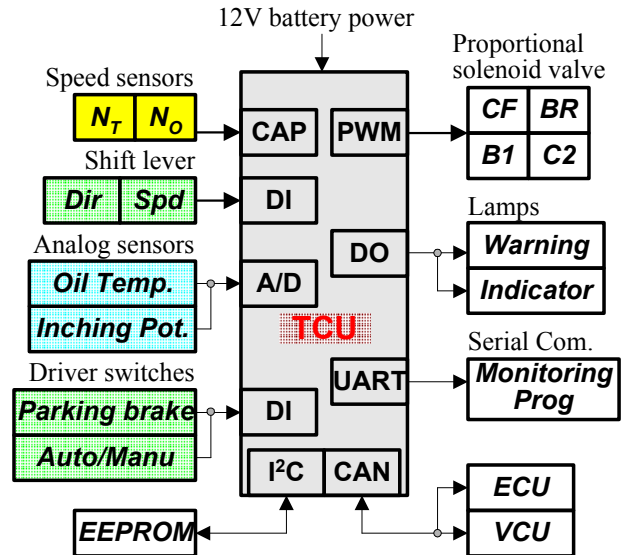 12V battery power
Speed sensors
N_T N_O
CAP
Shift lever
Dir Spd
DI
Analog sensors
Oil Temp.
Inching Pot.
A/D
Driver switches
Parking brake
Auto/Manu
DI
TCU
I²C CAN
EEPROM
Proportional
solenoid valve
PWM
CF BR
B1 C2
Lamps
DO
Warning
Indicator
Serial Com.
UART
Monitoring
Prog
ECU
VCU